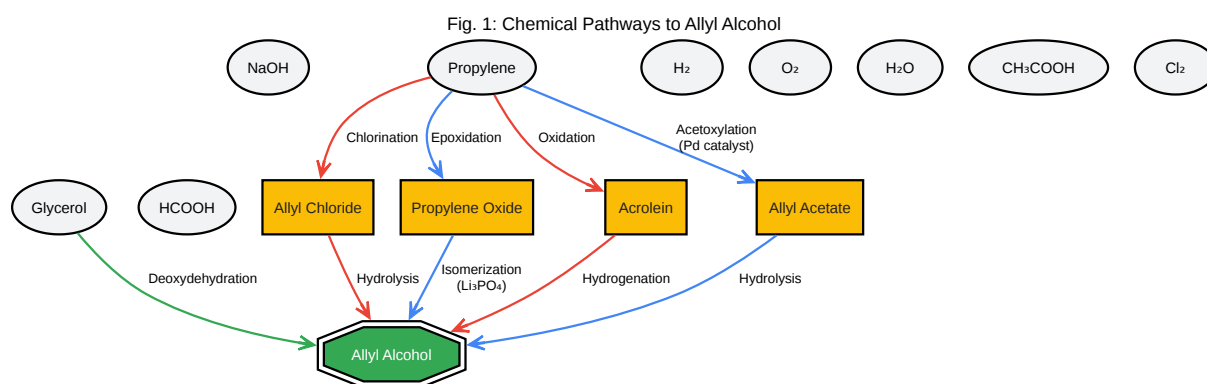 Fig. 1: Chemical Pathways to Allyl Alcohol
NaOH
Propylene
H₂
O₂
H₂O
CH₃COOH
Cl₂
Chlorination
Epoxidation
Oxidation
Acetoxylation
(Pd catalyst)
Glycerol
HCOOH
Allyl Chloride
Propylene Oxide
Acrolein
Allyl Acetate
Deoxydehydration
Hydrolysis
Isomerization
(Li₃PO₄)
Hydrogenation
Hydrolysis
Allyl Alcohol